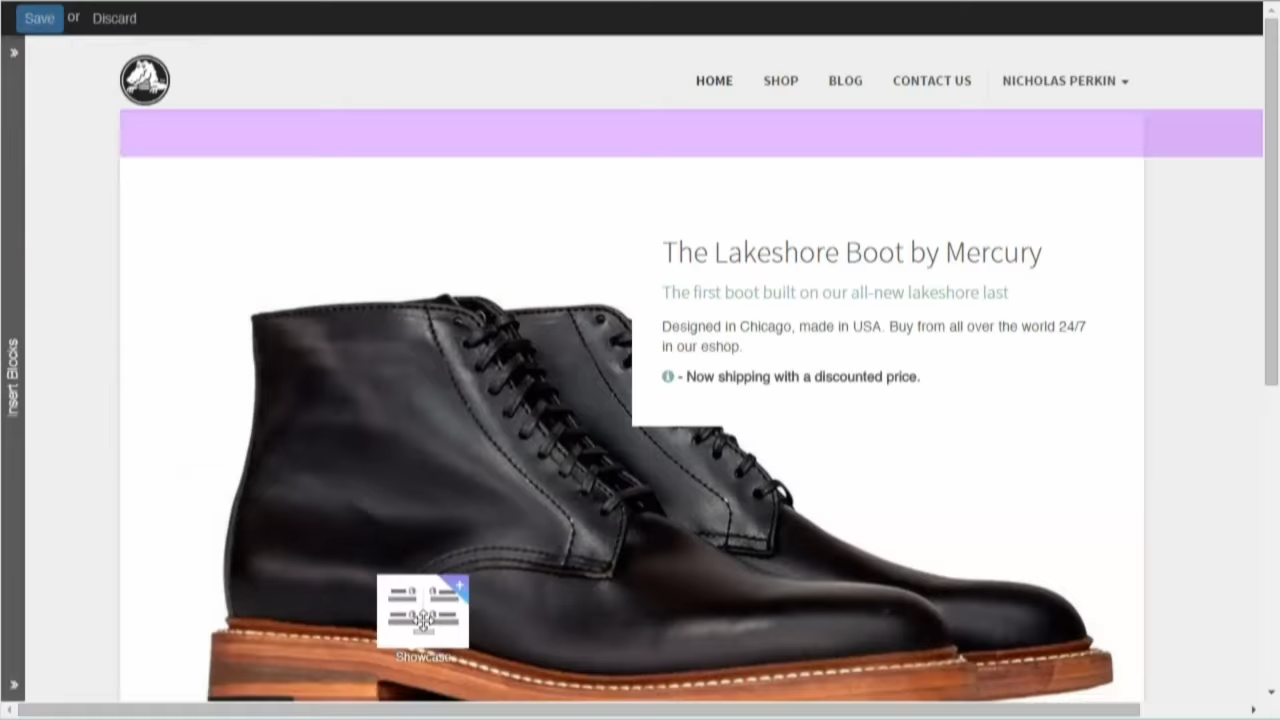 Save or Discard
HOME SHOP BLOG CONTACT US NICHOLAS PERKIN
The Lakeshore Boot by Mercury
The first boot built on our all-new lakeshore last
Designed in Chicago, made in USA. Buy from all over the world 24/7
in our eshop.
- Now shipping with a discounted price.
Insert Blocks
Showcase